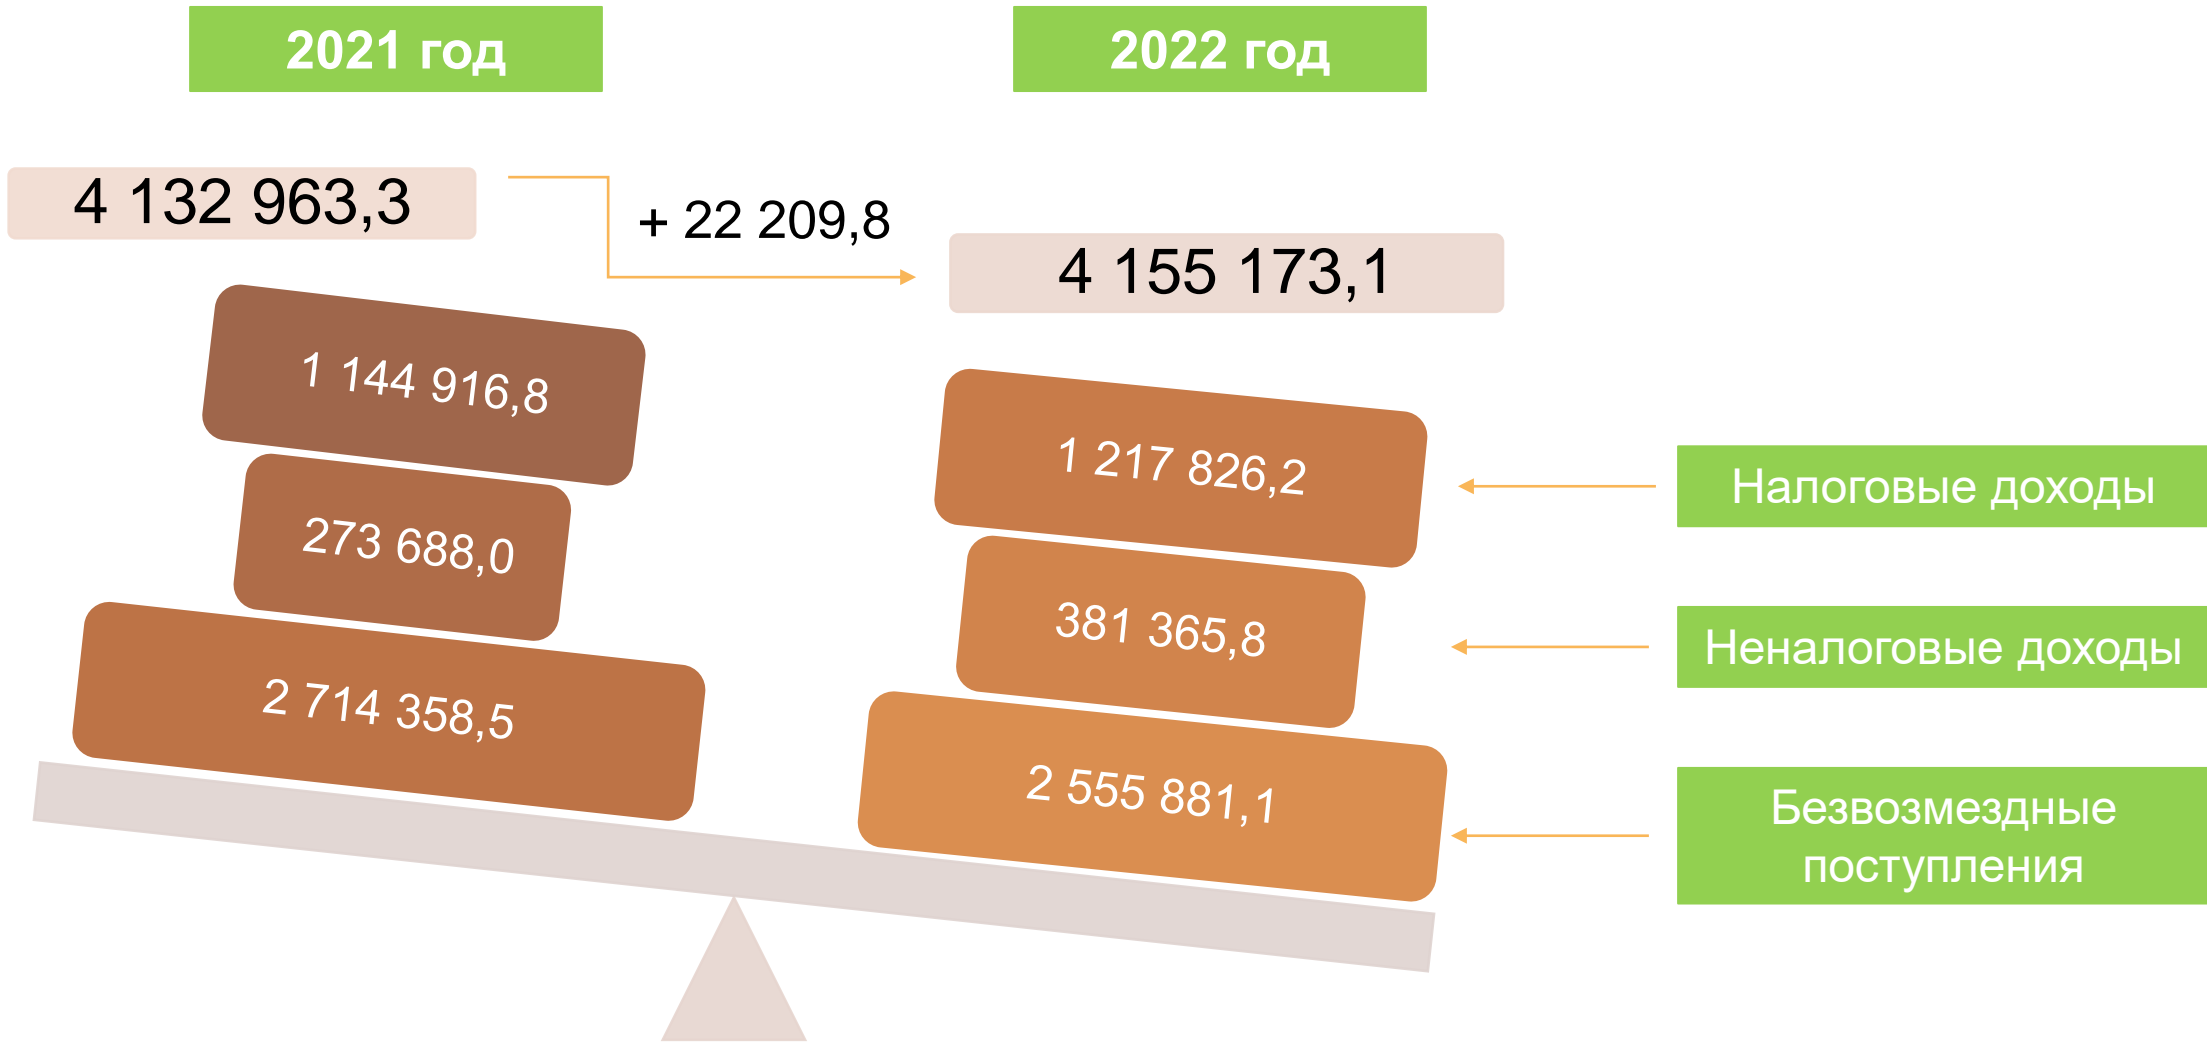 2021 год
2022 год
4 132 963,3
+ 22 209,8
4 155 173,1
1 144 916,8
273 688,0
2 714 358,5
1 217 826,2
381 365,8
2 555 881,1
Налоговые доходы
Неналоговые доходы
Безвозмездные
поступления